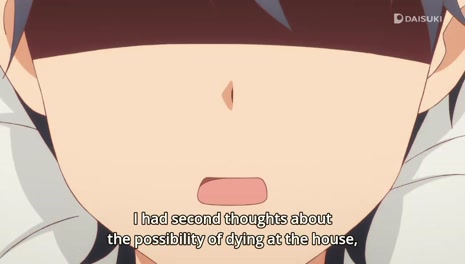 DAISUKI
I had second thoughts about
the possibility of dying at the house,